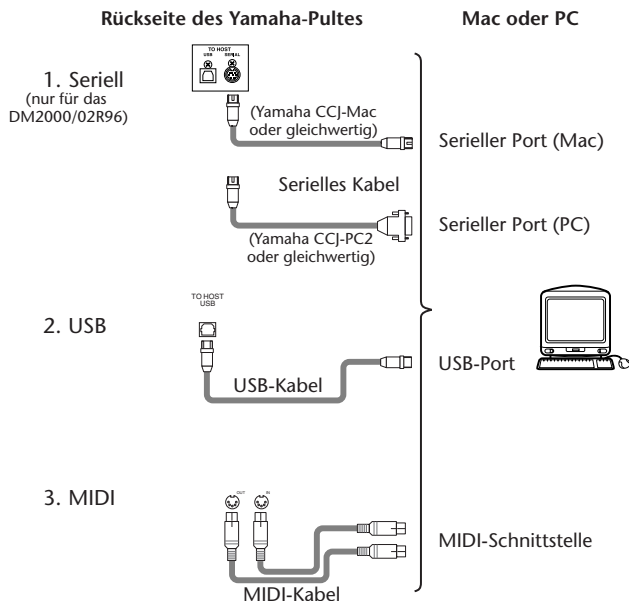 Rückseite des Yamaha-Pultes
Mac oder PC
TO HOST
USB SERIAL
1. Seriell
(nur für das
DM2000/02R96)
(Yamaha CCJ-Mac
oder gleichwertig)
Serieller Port (Mac)
Serielles Kabel
(Yamaha CCJ-PC2
oder gleichwertig)
Serieller Port (PC)
TO HOST
USB
2. USB
USB-Kabel
USB-Port
3. MIDI
OUT IN
MIDI-Schnittstelle
MIDI-Kabel